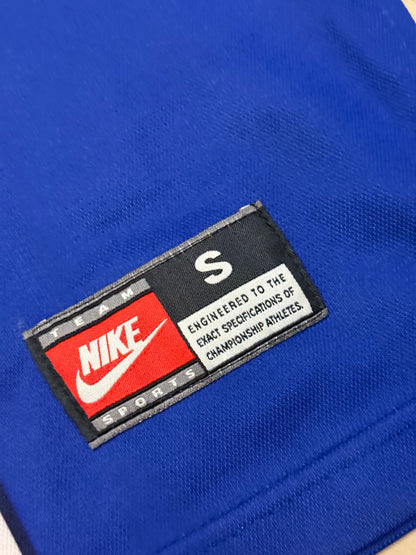 TEAM
NIKE
SPORTS
S
ENGINEERED TO THE
EXACT SPECIFICATIONS OF
CHAMPIONSHIP ATHLETES.